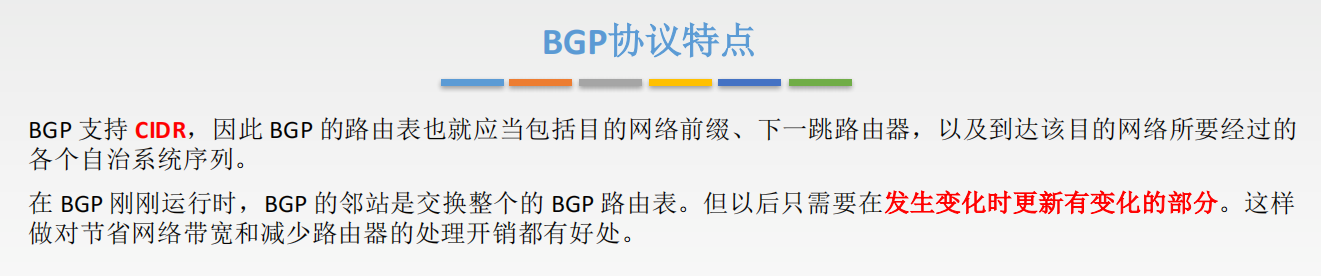 BGP协议特点
BGP 支持 CIDR，因此 BGP 的路由表也就应当包括目的网络前缀、下一跳路由器，以及到达该目的网络所要经过的
各个自治系统序列。
在 BGP 刚刚运行时，BGP 的邻站是交换整个的 BGP 路由表。但以后只需要在发生变化时更新有变化的部分。这样
做对节省网络带宽和减少路由器的处理开销都有好处。